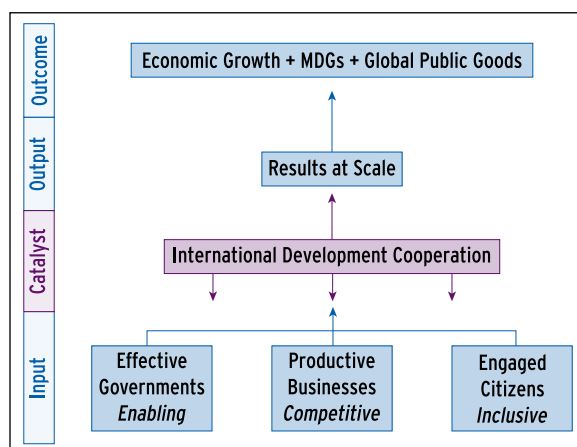 Outcome
Economic Growth + MDGs + Global Public Goods
Output
Results at Scale
Catalyst
International Development Cooperation
Input
Effective
Governments
Enabling
Productive
Businesses
Competitive
Engaged
Citizens
Inclusive